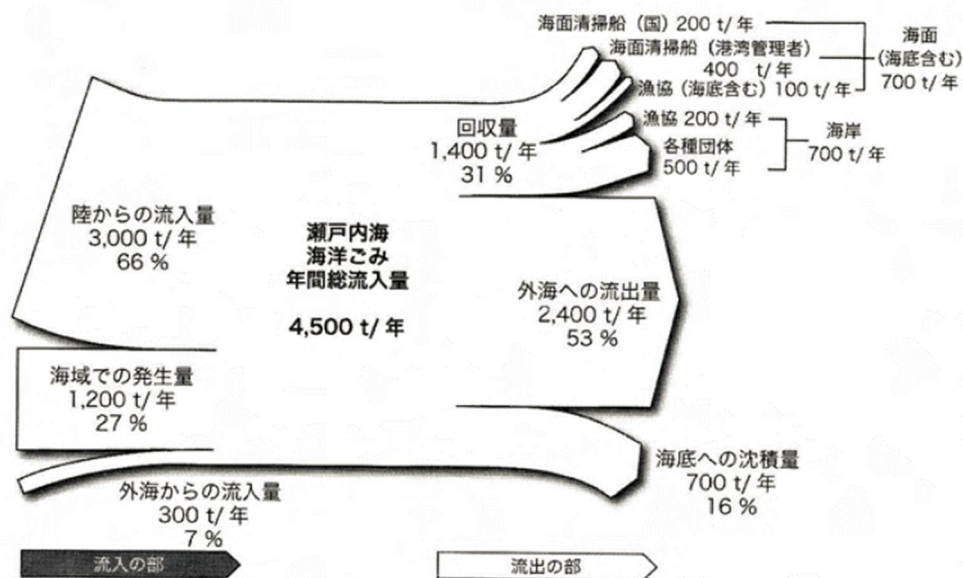 海面清掃船（国）200 t/年
海面清掃船（港湾管理者）
400 t/年
漁協（海底含む）100 t/年
海面
（海底含む）
700 t/年
漁協 200 t/年
各種団体
500 t/年
海岸
700 t/年
回収量
1,400 t/年
31 %
陸からの流入量
3,000 t/年
66 %
瀬戸内海
海洋ごみ
年間総流入量
4,500 t/年
外海への流出量
2,400 t/年
53 %
海域での発生量
1,200 t/年
27 %
外海からの流入量
300 t/年
7 %
海底への沈積量
700 t/年
16 %
流入の部
流出の部